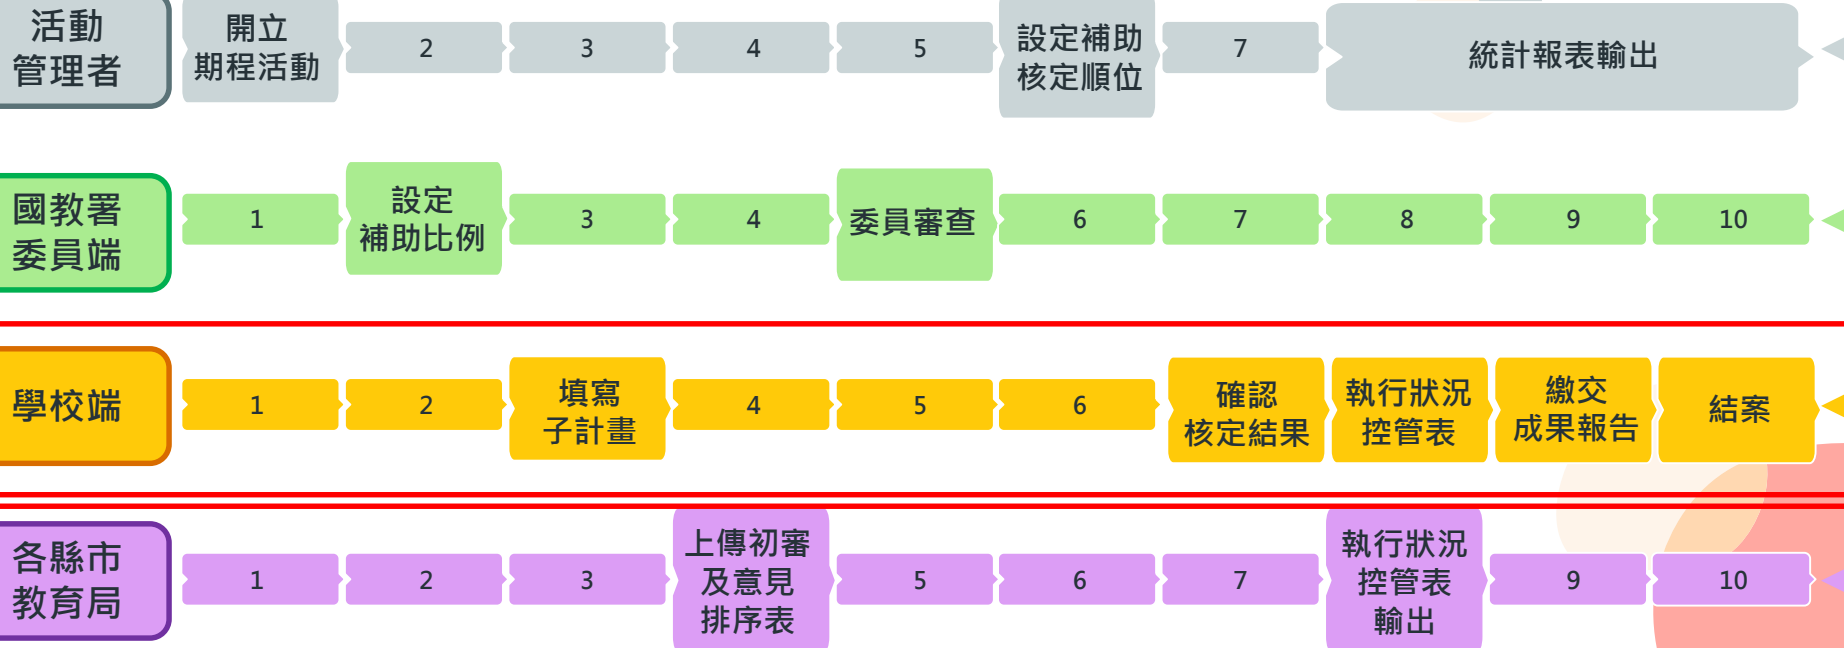 活動
管理者
開立
期程活動
2
3
4
5
設定補助
核定順位
7
統計報表輸出
國教署
委員端
1
設定
補助比例
3
4
委員審查
6
7
8
9
10
學校端
1
2
填寫
子計畫
4
5
6
確認
核定結果
執行狀況
控管表
繳交
成果報告
結案
各縣市
教育局
1
2
3
上傳初審
及意見
排序表
5
6
7
執行狀況
控管表
輸出
9
10